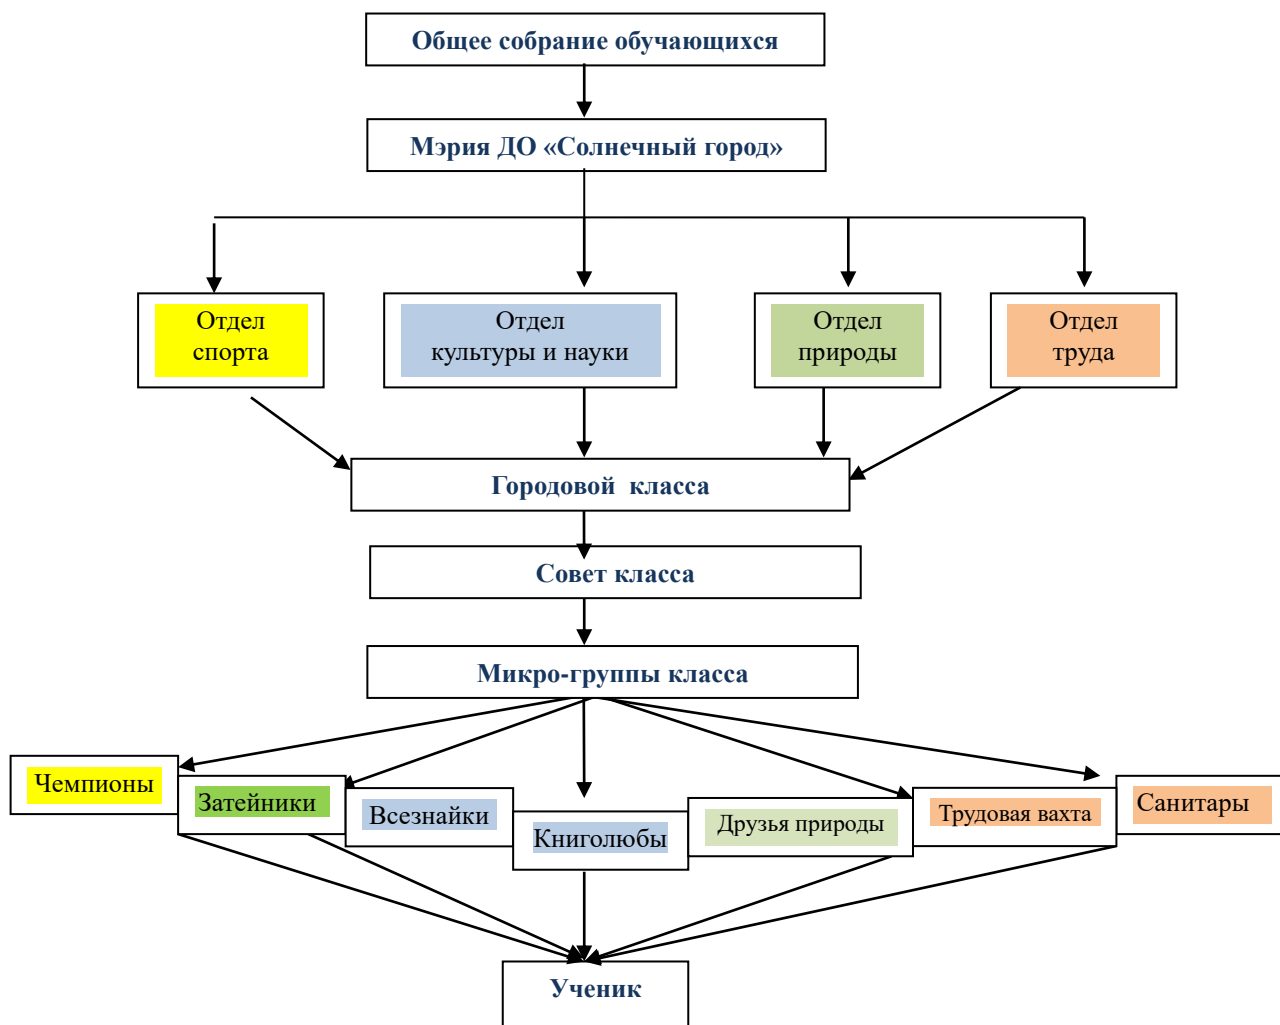 Общее собрание обучающихся
Мэрия ДО «Солнечный город»
Отдел
спорта
Отдел
культуры и науки
Отдел
природы
Отдел
труда
Городовой класса
Совет класса
Микро-группы класса
Чемпионы
Затейники
Всезнайки
Книголюбы
Друзья природы
Трудовая вахта
Санитары
Ученик